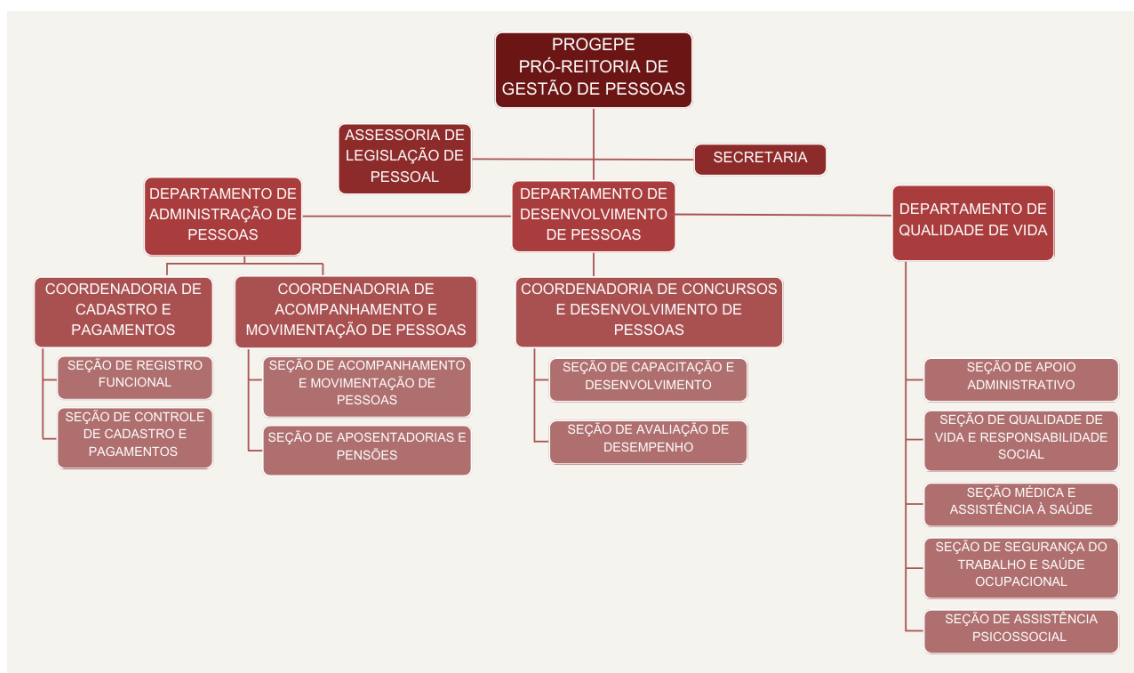 PROGEPE
PRÓ-REITORIA DE
GESTÃO DE PESSOAS
ASSESSORIA DE
LEGISLAÇÃO DE
PESSOAL
SECRETARIA
DEPARTAMENTO DE
ADMINISTRAÇÃO DE
PESSOAS
DEPARTAMENTO DE
DESENVOLVIMENTO
DE PESSOAS
DEPARTAMENTO DE
QUALIDADE DE VIDA
COORDENADORIA DE
CADASTRO E
PAGAMENTOS
COORDENADORIA DE
ACOMPANHAMENTO E
MOVIMENTAÇÃO DE PESSOAS
COORDENADORIA DE CONCURSOS
E DESENVOLVIMENTO DE
PESSOAS
SEÇÃO DE REGISTRO
FUNCIONAL
SEÇÃO DE CONTROLE
DE CADASTRO E
PAGAMENTOS
SEÇÃO DE ACOMPANHAMENTO
E MOVIMENTAÇÃO DE
PESSOAS
SEÇÃO DE APOSENTADORIAS E
PENSÕES
SEÇÃO DE CAPACITAÇÃO E
DESENVOLVIMENTO
SEÇÃO DE AVALIAÇÃO DE
DESEMPENHO
SEÇÃO DE APOIO
ADMINISTRATIVO
SEÇÃO DE QUALIDADE DE
VIDA E RESPONSABILIDADE
SOCIAL
SEÇÃO MÉDICA E
ASSISTÊNCIA À SAÚDE
SEÇÃO DE SEGURANÇA DO
TRABALHO E SAÚDE
OCUPACIONAL
SEÇÃO DE ASSISTÊNCIA
PSICOSSOCIAL